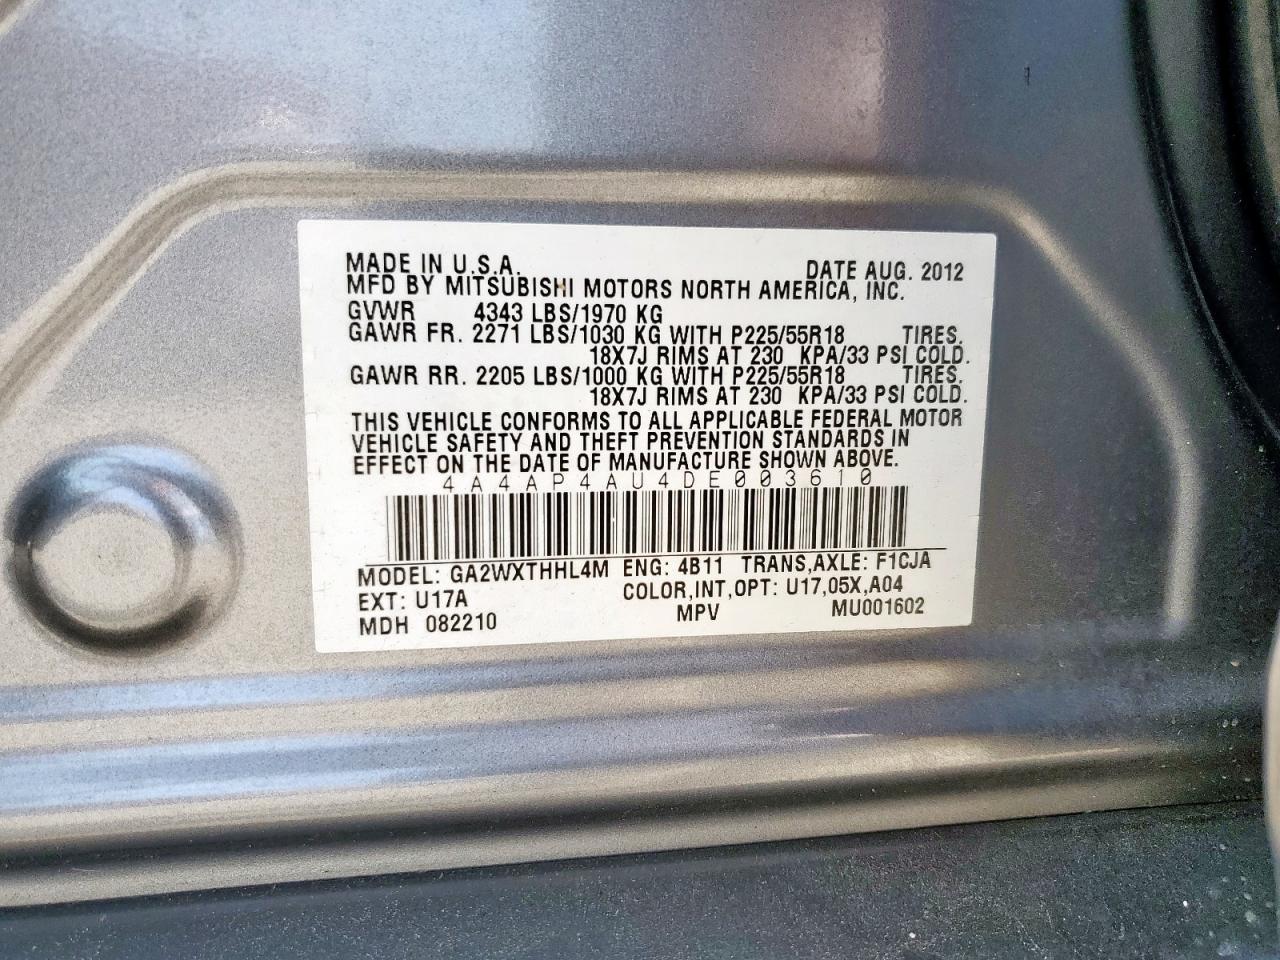 MADE IN U.S.A. DATE AUG. 2012
MFD BY MITSUBISHI MOTORS NORTH AMERICA, INC.
GVWR 4343 LBS/1970 KG
GAWR FR. 2271 LBS/1030 KG WITH P225/55R18 TIRES.
18X7J RIMS AT 230 KPA/33 PSI COLD.
GAWR RR. 2205 LBS/1000 KG WITH P225/55R18 TIRES.
18X7J RIMS AT 230 KPA/33 PSI COLD.
THIS VEHICLE CONFORMS TO ALL APPLICABLE FEDERAL MOTOR
VEHICLE SAFETY AND THEFT PREVENTION STANDARDS IN
EFFECT ON THE DATE OF MANUFACTURE SHOWN ABOVE.
4A4AP4AU4DE003610
MODEL: GA2WXTHHL4M ENG: 4B11 TRANS,AXLE: F1CJA
EXT: U17A COLOR,INT,OPT: U17,05X,A04
MDH 082210 MPV MU001602